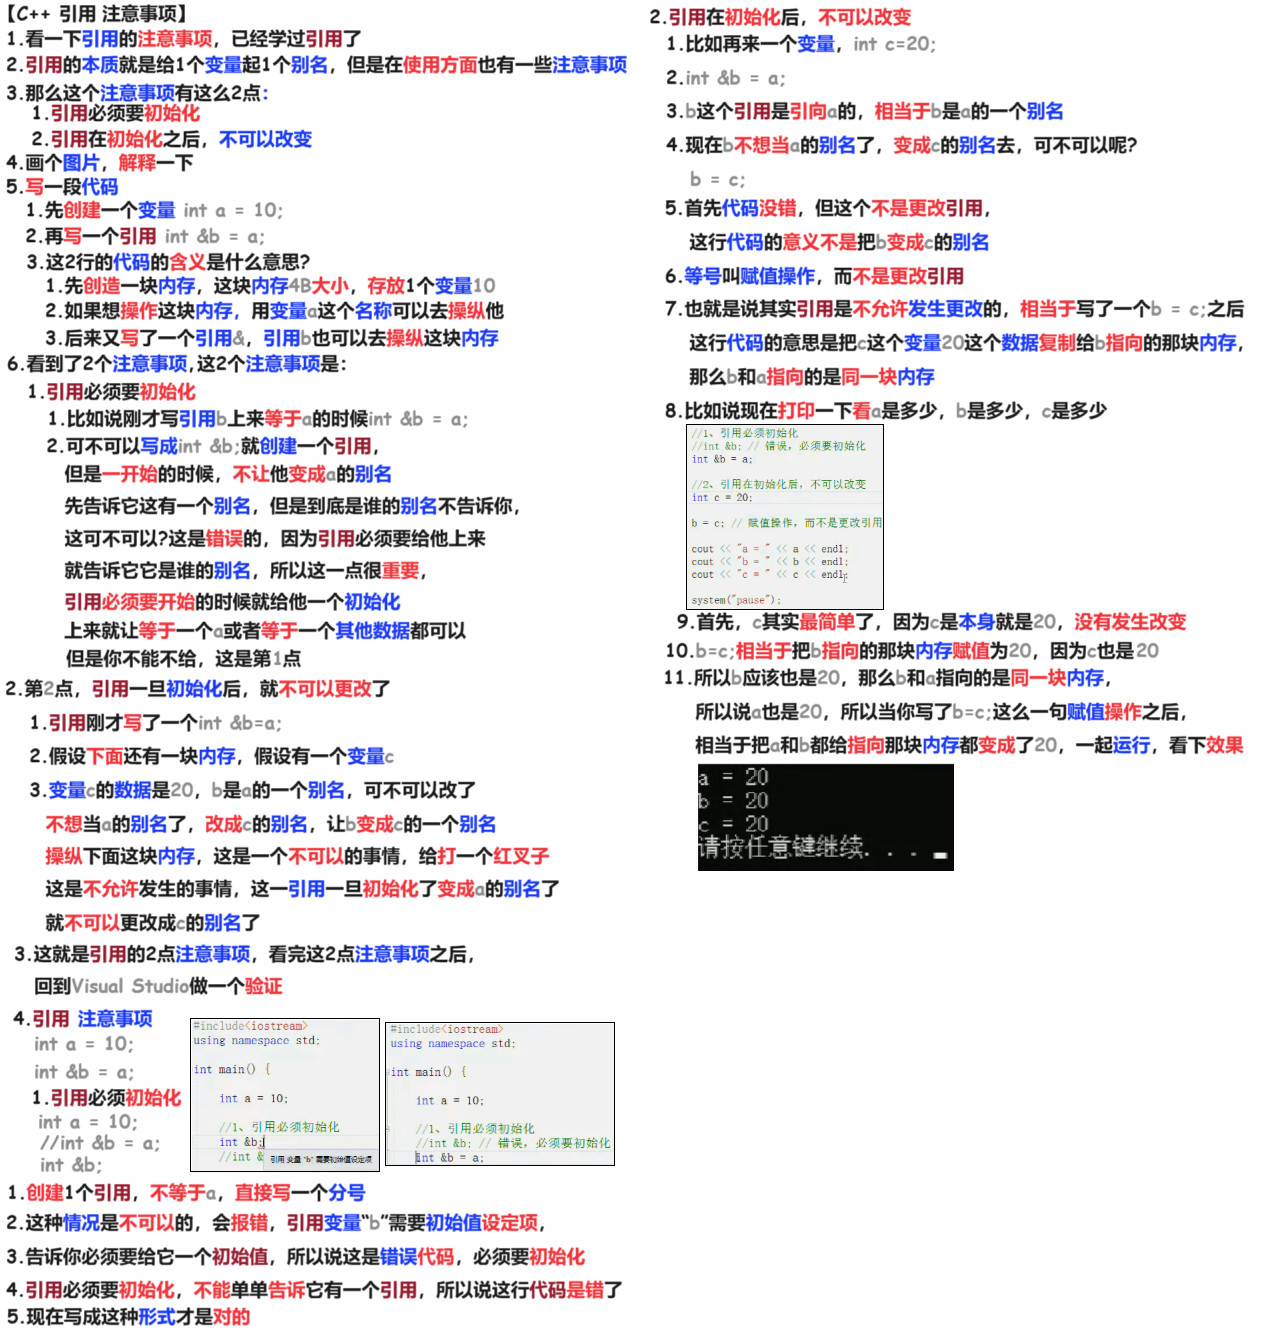 【C++ 引用 注意事项】
1.看一下引用的注意事项，已经学过引用了
2.引用的本质就是给1个变量起1个别名，但是在使用方面也有一些注意事项
3.那么这个注意事项有这么2点：
1.引用必须要初始化
2.引用在初始化之后，不可以改变
4.画个图片，解释一下
5.写一段代码
1.先创建一个变量 int a = 10;
2.再写一个引用 int &b = a;
3.这2行的代码的含义是什么意思?
1.先创造一块内存，这块内存4B大小，存放1个变量10
2.如果想操作这块内存，用变量a这个名称可以去操纵他
3.后来又写了一个引用&，引用b也可以去操纵这块内存
6.看到了2个注意事项,这2个注意事项是：
1.引用必须要初始化
1.比如说刚才写引用b上来等于a的时候int &b = a;
2.可不可以写成int &b;就创建一个引用，
但是一开始的时候，不让他变成a的别名
先告诉它这有一个别名，但是到底是谁的别名不告诉你，
这可不可以?这是错误的，因为引用必须要给他上来
就告诉它它是谁的别名，所以这一点很重要，
引用必须要开始的时候就给他一个初始化
上来就让等于一个a或者等于一个其他数据都可以
但是你不能不给，这是第1点
2.第2点，引用一旦初始化后，就不可以更改了
1.引用刚才写了一个int &b=a;
2.假设下面还有一块内存，假设有一个变量c
3.变量c的数据是20，b是a的一个别名，可不可以改了
不想当a的别名了，改成c的别名，让b变成c的一个别名
操纵下面这块内存，这是一个不可以的事情，给打一个红叉子
这是不允许发生的事情，这一引用一旦初始化了变成a的别名了
就不可以更改成c的别名了
3.这就是引用的2点注意事项，看完这2点注意事项之后，
回到Visual Studio做一个验证
4.引用 注意事项
int a = 10;
int &b = a;
1.引用必须初始化
int a = 10;
//int &b = a;
int &b;
#include<iostream>
using namespace std;
int main() {
int a = 10;
//1、引用必须初始化
int &b;
//int &
引用 变量 "b" 需要初始值设定项
#include<iostream>
using namespace std;
int main() {
int a = 10;
//1、引用必须初始化
//int &b; // 错误，必须要初始化
int &b = a;
1.创建1个引用，不等于a，直接写一个分号
2.这种情况是不可以的，会报错，引用变量“b”需要初始值设定项，
3.告诉你必须要给它一个初始值，所以说这是错误代码，必须要初始化
4.引用必须要初始化，不能单单告诉它有一个引用，所以说这行代码是错了
5.现在写成这种形式才是对的
2.引用在初始化后，不可以改变
1.比如再来一个变量，int c=20;
2.int &b = a;
3.b这个引用是引向a的，相当于b是a的一个别名
4.现在b不想当a的别名了，变成c的别名去，可不可以呢?
b = c;
5.首先代码没错，但这个不是更改引用，
这行代码的意义不是把b变成c的别名
6.等号叫赋值操作，而不是更改引用
7.也就是说其实引用是不允许发生更改的，相当于写了一个b = c;之后
这行代码的意思是把c这个变量20这个数据复制给b指向的那块内存，
那么b和a指向的是同一块内存
8.比如说现在打印一下看a是多少，b是多少，c是多少
//1、引用必须初始化
//int &b; // 错误，必须要初始化
int &b = a;
//2、引用在初始化后，不可以改变
int c = 20;
b = c; // 赋值操作，而不是更改引用
cout << "a = " << a << endl;
cout << "b = " << b << endl;
cout << "c = " << c << endl;
system("pause");
9.首先，c其实最简单了，因为c是本身就是20，没有发生改变
10.b=c;相当于把b指向的那块内存赋值为20，因为c也是20
11.所以b应该也是20，那么b和a指向的是同一块内存，
所以说a也是20，所以当你写了b=c;这么一句赋值操作之后，
相当于把a和b都给指向那块内存都变成了20，一起运行，看下效果
a = 20
b = 20
c = 20
请按任意键继续. . .